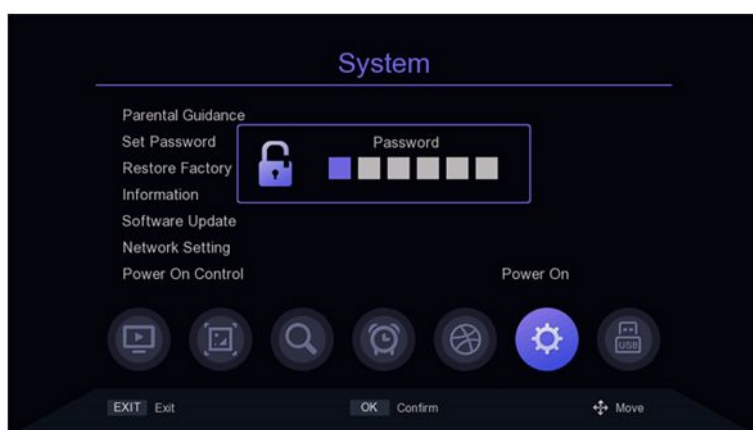 System
Parental Guidance
Set Password
Password
Restore Factory
Information
Software Update
Network Setting
Power On Control Power On
USB
EXIT Exit OK Confirm Move